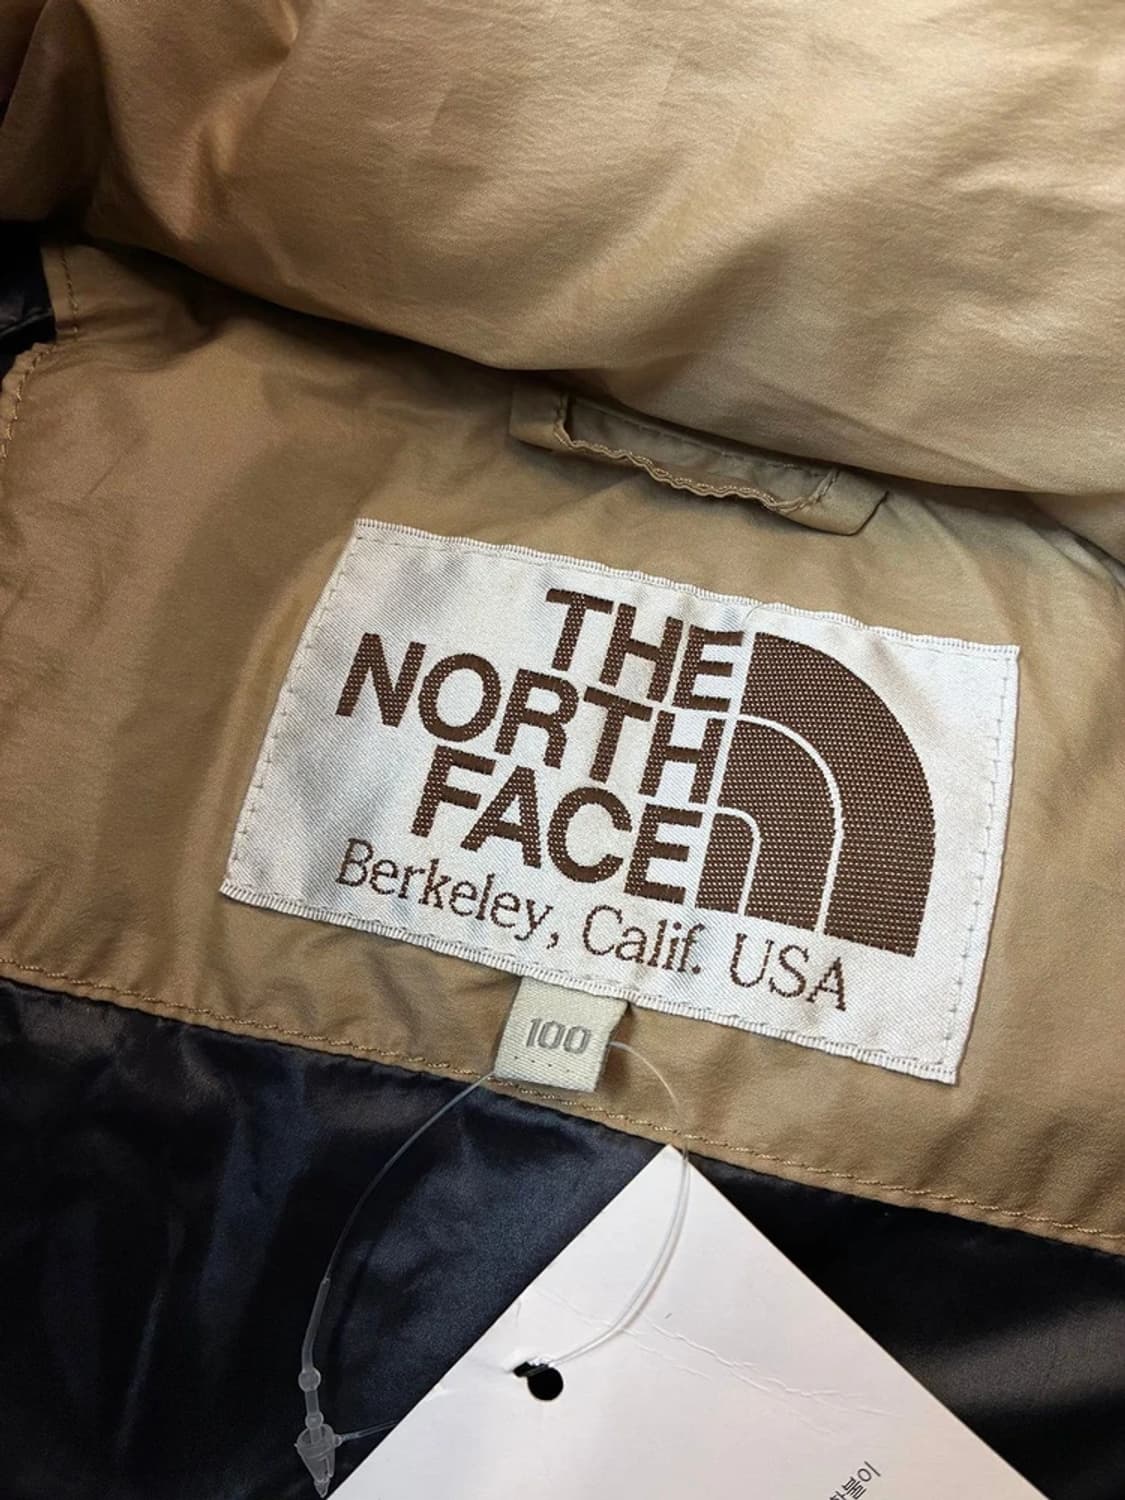 THE
NORTH
FACE
Berkeley, Calif. USA
100